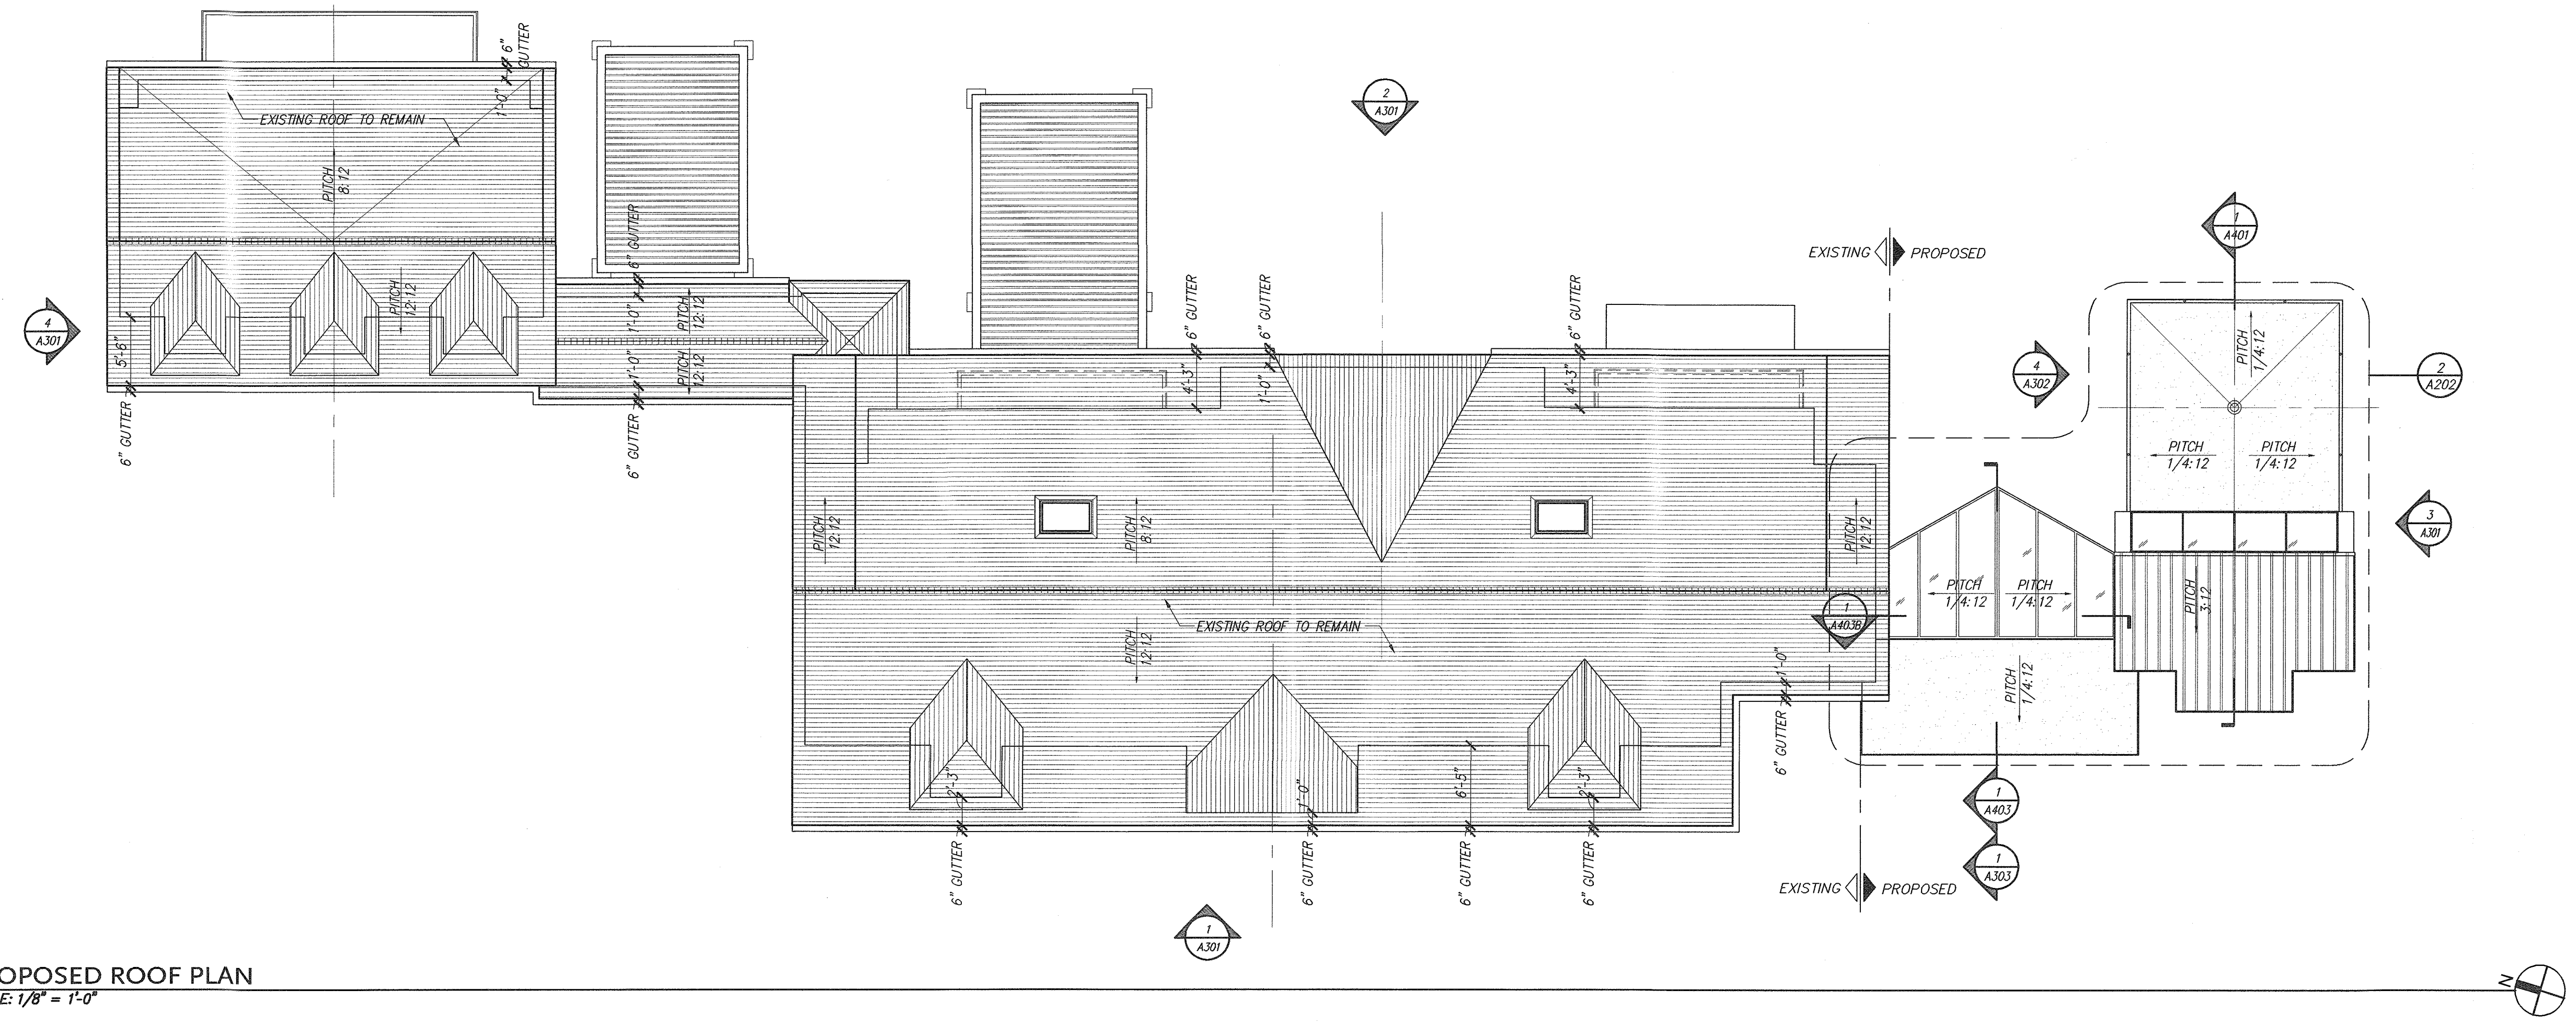 6" GUTTER
1'-0"
EXISTING ROOF TO REMAIN
PITCH
8:12
PITCH
12:12
5'-6"
6" GUTTER
4
A301
6" GUTTER
1'-0"
PITCH
12:12
1'-0"
PITCH
12:12
6" GUTTER
2
A301
6" GUTTER
4'-3"
6" GUTTER
1'-0"
6" GUTTER
4'-3"
PITCH
12:12
PITCH
8:12
PITCH
12:12
EXISTING ROOF TO REMAIN
PITCH
12:12
2'-3"
6" GUTTER
1'-0"
6" GUTTER
6'-5"
6" GUTTER
2'-3"
6" GUTTER
1'-0"
6" GUTTER
EXISTING PROPOSED
1
A401
4
A302
2
A202
PITCH
1/4:12
PITCH
1/4:12
PITCH
1/4:12
3
A301
PITCH
1/4:12
PITCH
1/4:12
PITCH
3:12
1
A403B
PITCH
1/4:12
1
A403
1
A303
EXISTING PROPOSED
1
A301
OPOSED ROOF PLAN
E: 1/8" = 1'-0"
N